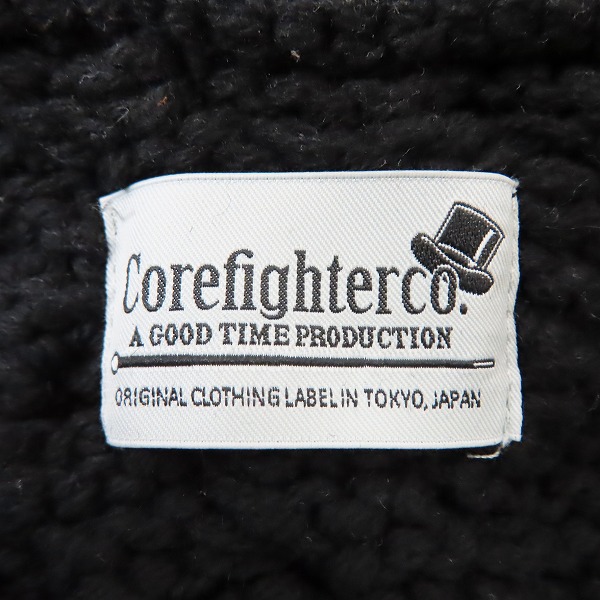 Corefighterco.
A GOOD TIME PRODUCTION
ORIGINAL CLOTHING LABEL IN TOKYO, JAPAN